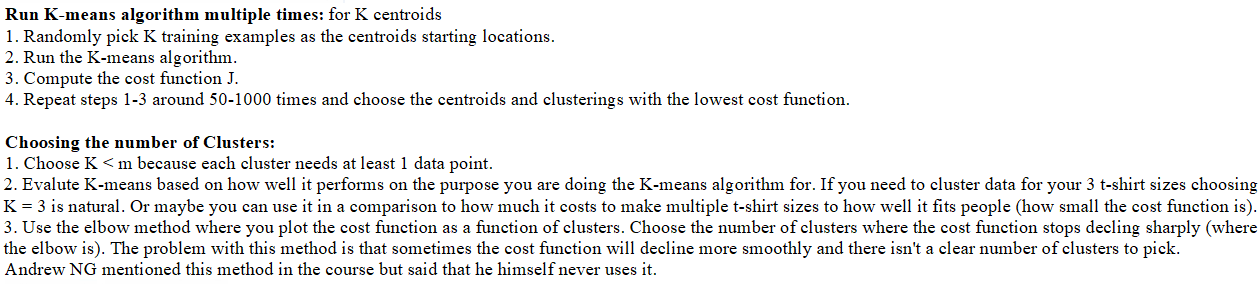 Run K-means algorithm multiple times: for K centroids
1. Randomly pick K training examples as the centroids starting locations.
2. Run the K-means algorithm.
3. Compute the cost function J.
4. Repeat steps 1-3 around 50-1000 times and choose the centroids and clusterings with the lowest cost function.
Choosing the number of Clusters:
1. Choose K < m because each cluster needs at least 1 data point.
2. Evalute K-means based on how well it performs on the purpose you are doing the K-means algorithm for. If you need to cluster data for your 3 t-shirt sizes choosing
K = 3 is natural. Or maybe you can use it in a comparison to how much it costs to make multiple t-shirt sizes to how well it fits people (how small the cost function is).
3. Use the elbow method where you plot the cost function as a function of clusters. Choose the number of clusters where the cost function stops decling sharply (where
the elbow is). The problem with this method is that sometimes the cost function will decline more smoothly and there isn't a clear number of clusters to pick.
Andrew NG mentioned this method in the course but said that he himself never uses it.